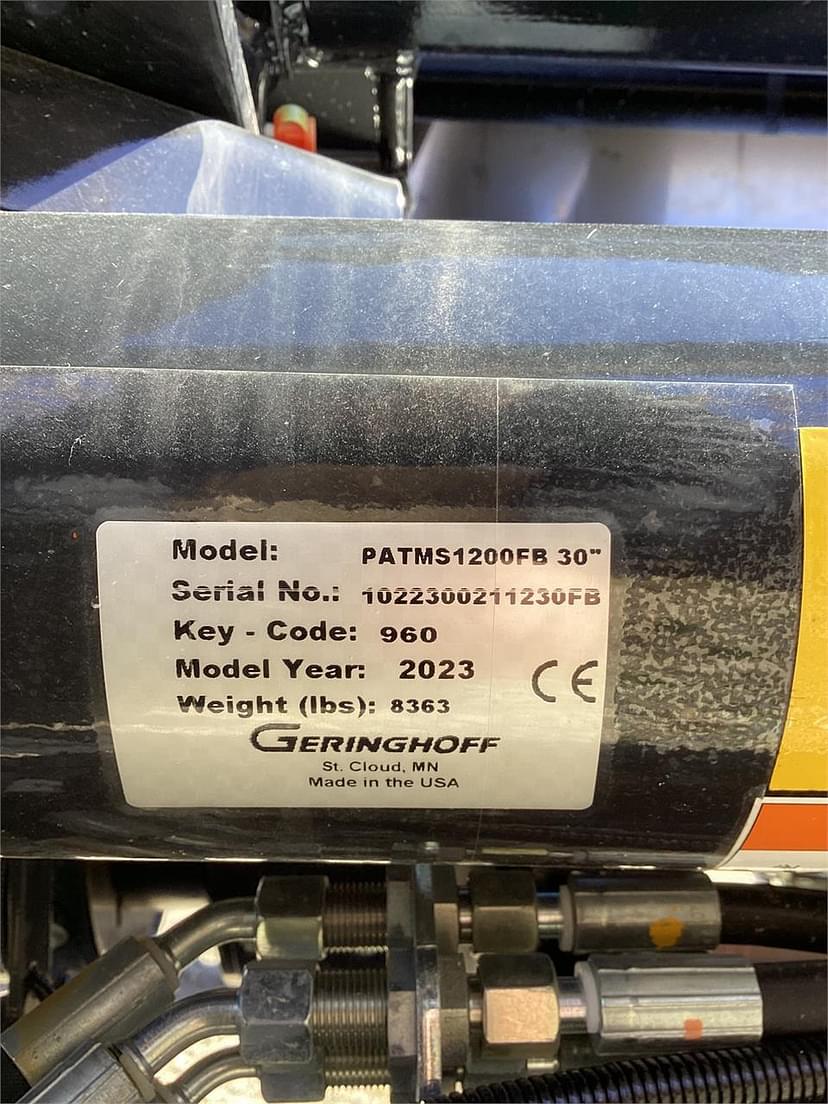 Model: PATMS1200FB 30"
Serial No.: 1022300211230FB
Key - Code: 960
Model Year: 2023
CE
Weight (lbs): 8363
GERINGHOFF
St. Cloud, MN
Made in the USA